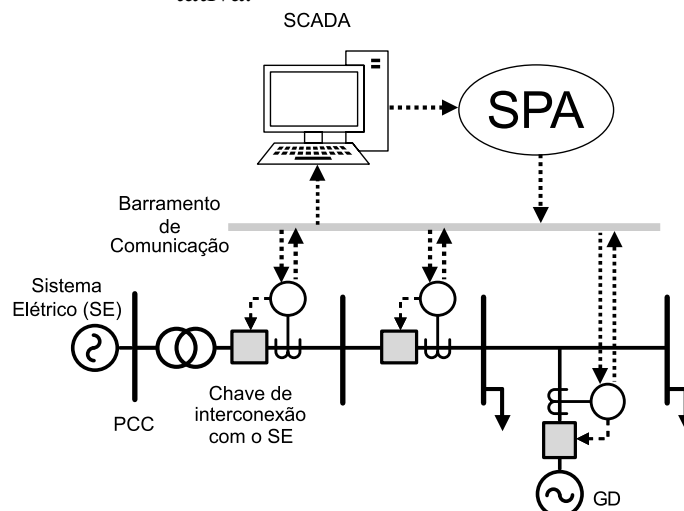 SCADA
SPA
Barramento
de
Comunicação
Sistema
Elétrico (SE)
Chave de
interconexão
com o SE
PCC
GD